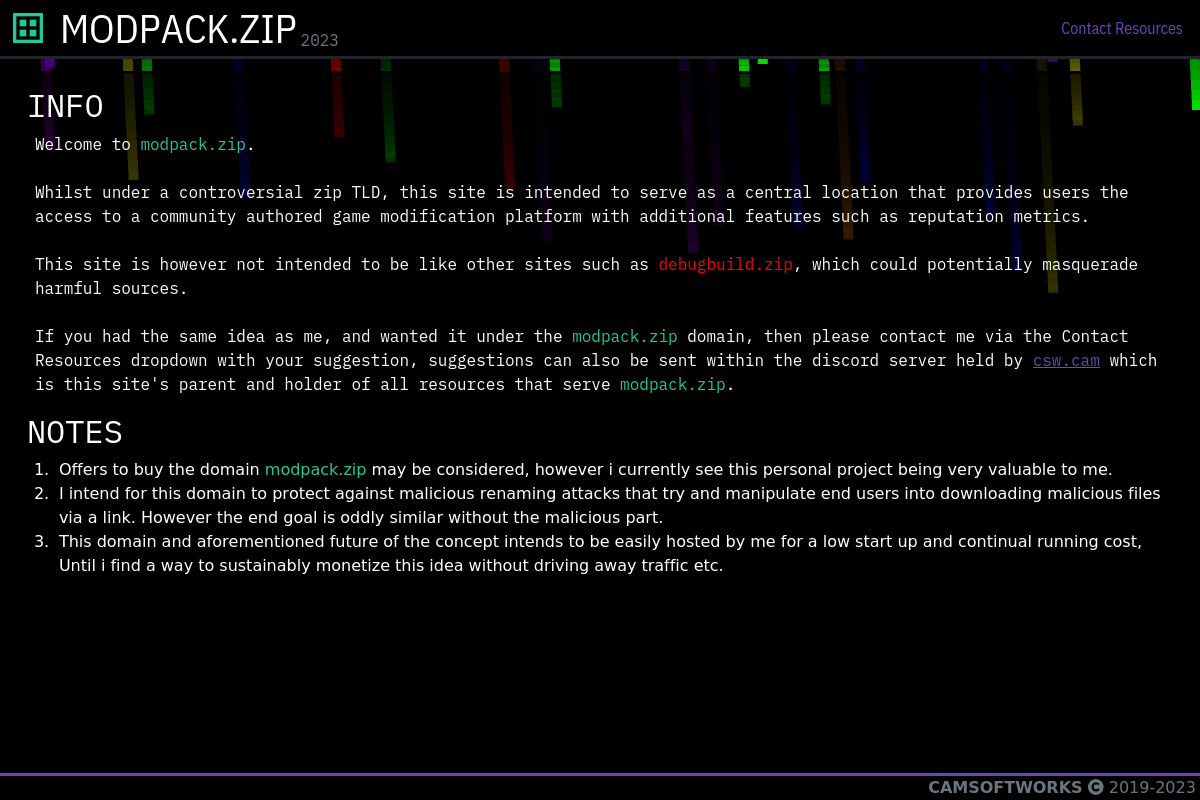 MODPACK.ZIP 2023
Contact Resources
INFO
Welcome to modpack.zip.
Whilst under a controversial zip TLD, this site is intended to serve as a central location that provides users the
access to a community authored game modification platform with additional features such as reputation metrics.
This site is however not intended to be like other sites such as debugbuild.zip, which could potentially masquerade
harmful sources.
If you had the same idea as me, and wanted it under the modpack.zip domain, then please contact me via the Contact
Resources dropdown with your suggestion, suggestions can also be sent within the discord server held by csw.cam which
is this site's parent and holder of all resources that serve modpack.zip.
NOTES
1. Offers to buy the domain modpack.zip may be considered, however i currently see this personal project being very valuable to me.
2. I intend for this domain to protect against malicious renaming attacks that try and manipulate end users into downloading malicious files
via a link. However the end goal is oddly similar without the malicious part.
3. This domain and aforementioned future of the concept intends to be easily hosted by me for a low start up and continual running cost,
Until i find a way to sustainably monetize this idea without driving away traffic etc.
CAMSOFTWORKS © 2019-2023